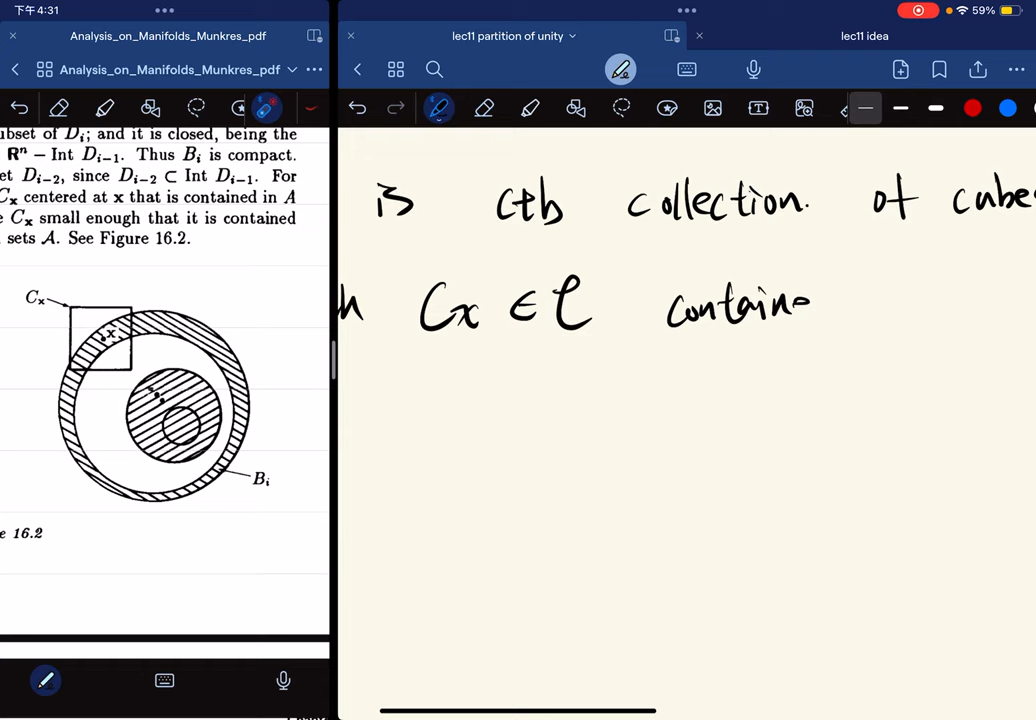 下午4:31
59%
Analysis_on_Manifolds_Munkres_pdf
lec11 partition of unity
lec11 idea
Analysis_on_Manifolds_Munkres_pdf
ubset of Di; and it is closed, being the
Rⁿ − Int Di−1. Thus Bi is compact.
et Di−2, since Di−2 ⊂ Int Di−1. For
Cx centered at x that is contained in A
e Cx small enough that it is contained
sets A. See Figure 16.2.
Cx
x
Bi
e 16.2
is ctb collection of cube
h Cx ∈ C containe